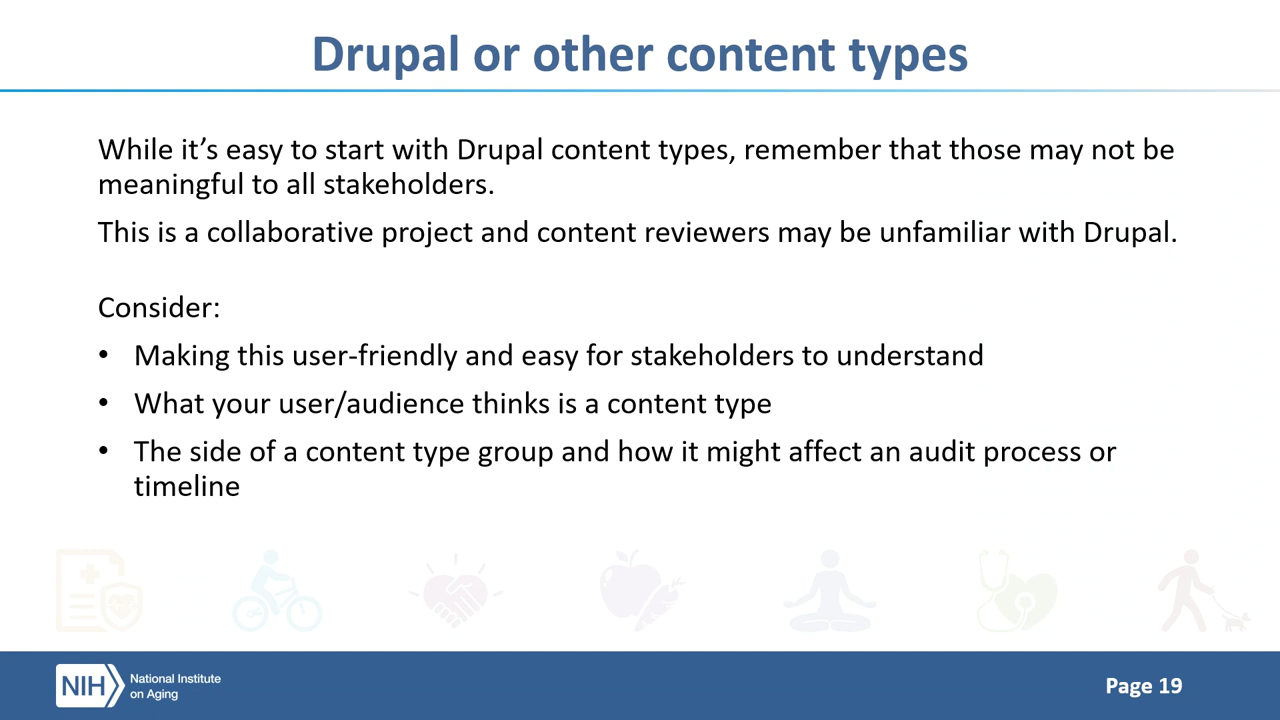 Drupal or other content types
While it’s easy to start with Drupal content types, remember that those may not be
meaningful to all stakeholders.
This is a collaborative project and content reviewers may be unfamiliar with Drupal.
Consider:
• Making this user-friendly and easy for stakeholders to understand
• What your user/audience thinks is a content type
• The side of a content type group and how it might affect an audit process or
timeline
NIH
National Institute
on Aging
Page 19